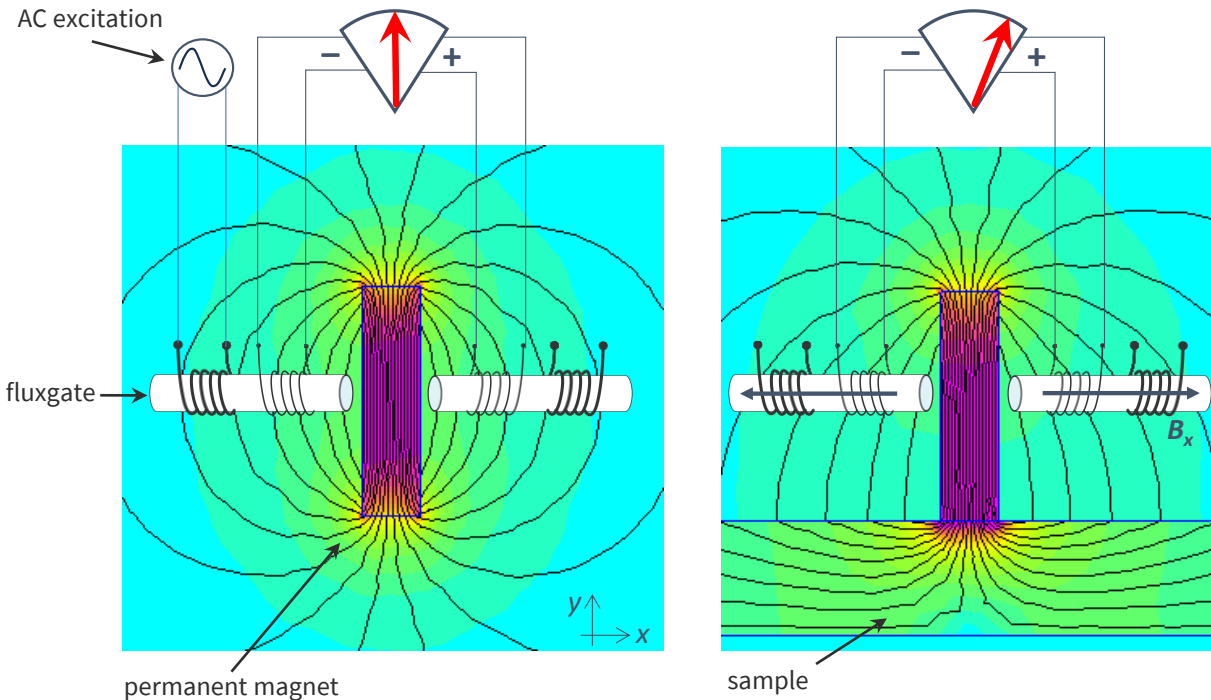 AC excitation
− +
− +
fluxgate
Bx
y
x
permanent magnet
sample